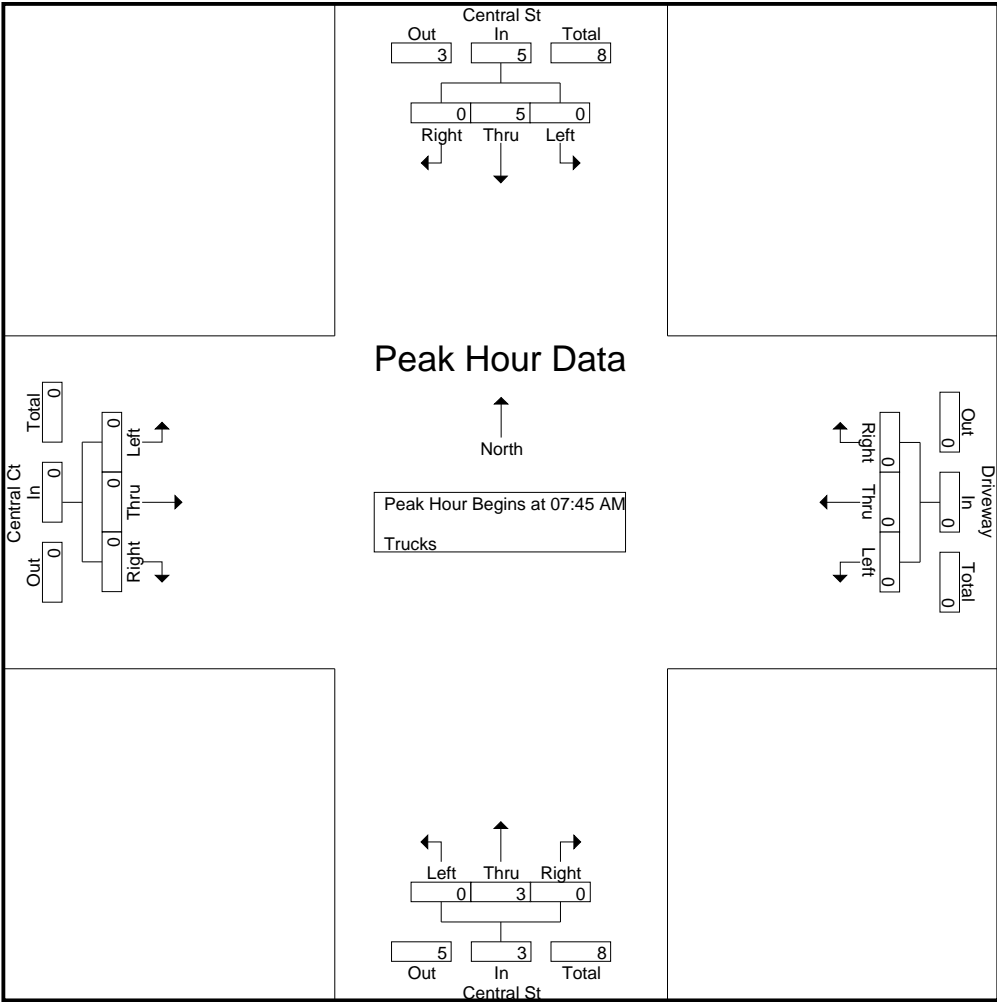 Central St
Out In Total
3 5 8
0 5 0
Right Thru Left
Peak Hour Data
North
Peak Hour Begins at 07:45 AM
Trucks
Central Ct
Total In Out
0 0 0
0 0 0
Left Thru Right
Driveway
Out In Total
0 0 0
Right Thru Left
0 0 0
Left Thru Right
0 3 0
5 3 8
Out In Total
Central St